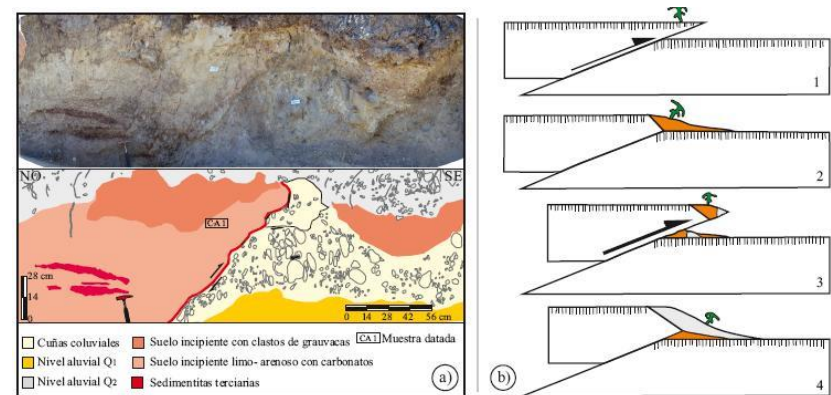 NO
SE
CA 1
28 cm
14
0
0 14 28 42 56 cm
Cuñas coluviales
Suelo incipiente con clastos de grauvacas
CA 1 Muestra datada
Nivel aluvial Q1
Suelo incipiente limo- arenoso con carbonatos
Nivel aluvial Q2
Sedimentitas terciarias
a)
b)
1
2
3
4